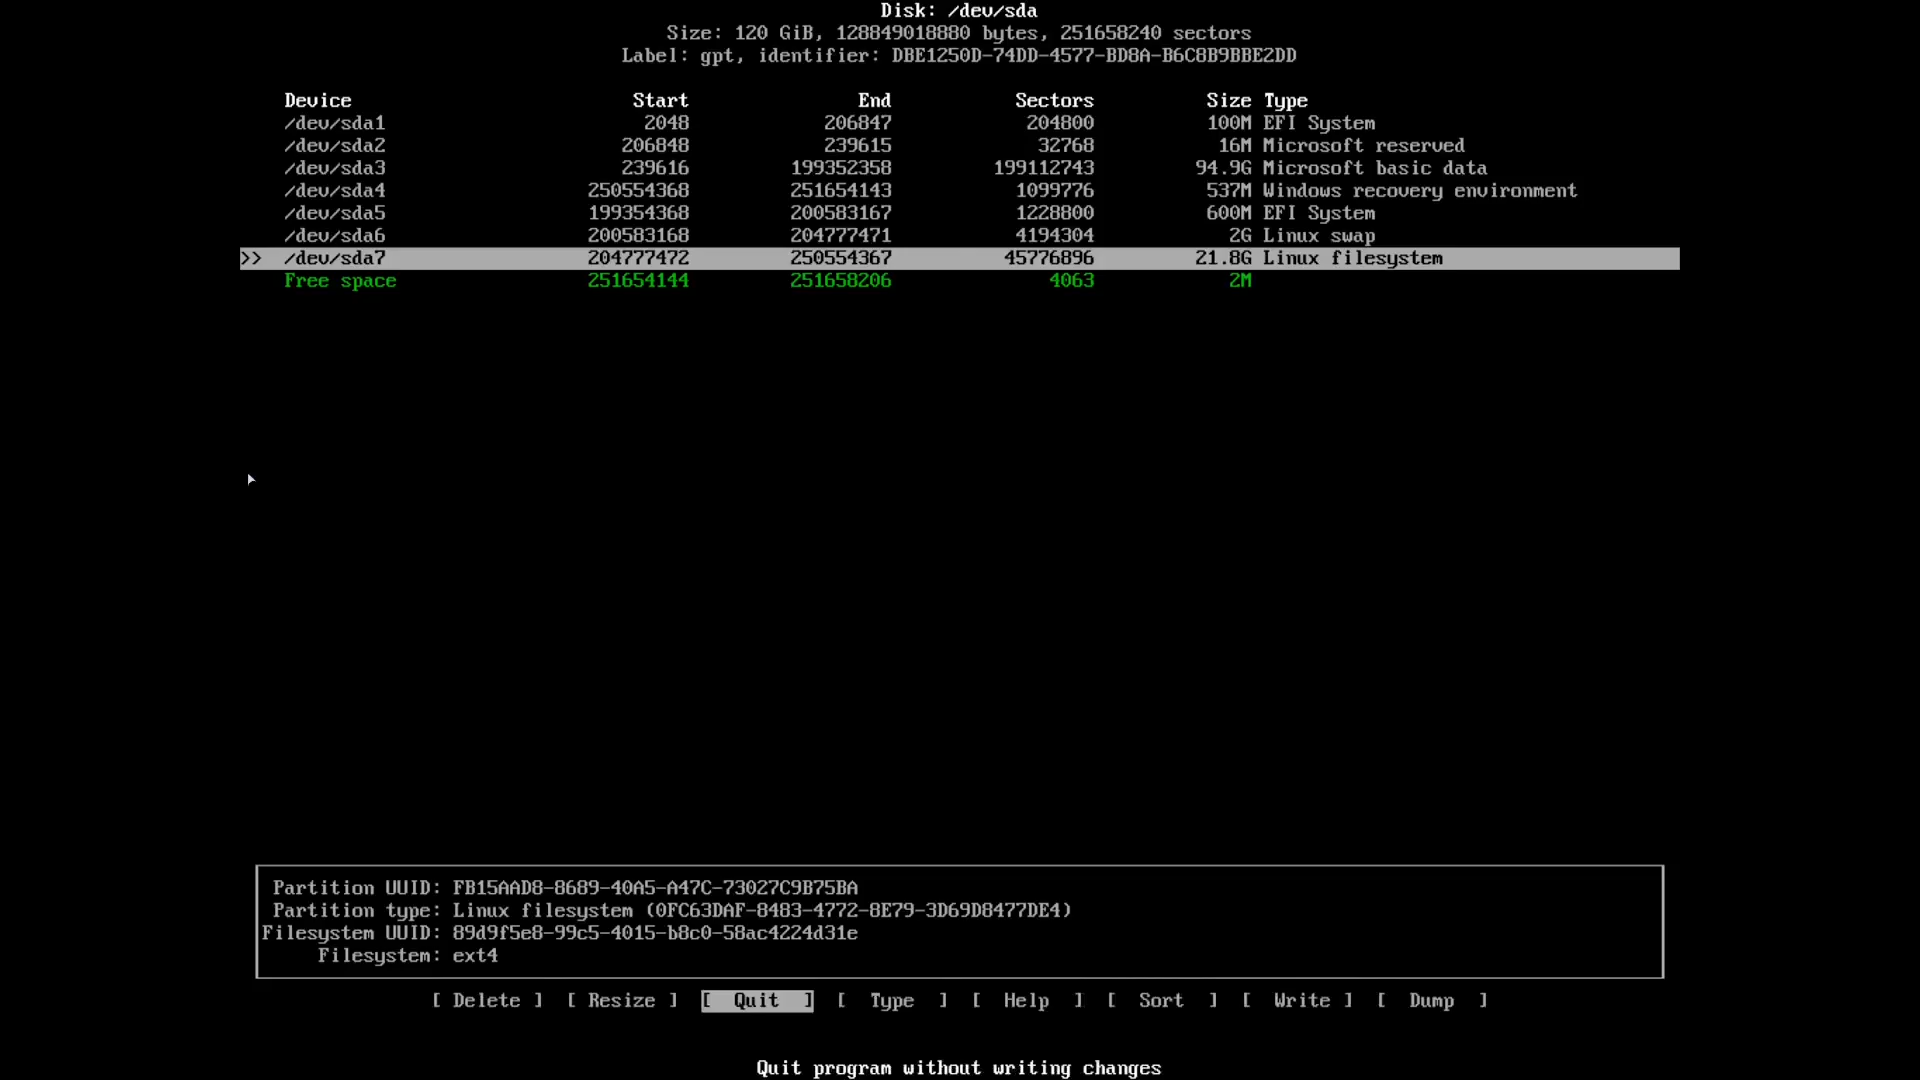 Disk: /dev/sda
Size: 120 GiB, 128849018880 bytes, 251658240 sectors
Label: gpt, identifier: DBE1250D-74DD-4577-BD8A-B6C8B9BBE2DD
Device Start End Sectors Size Type
/dev/sda1 2048 206847 204800 100M EFI System
/dev/sda2 206848 239615 32768 16M Microsoft reserved
/dev/sda3 239616 199352358 199112743 94.9G Microsoft basic data
/dev/sda4 250554368 251654143 1099776 537M Windows recovery environment
/dev/sda5 199354368 200583167 1228800 600M EFI System
/dev/sda6 200583168 204777471 4194304 2G Linux swap
>> /dev/sda7 204777472 250554367 45776896 21.8G Linux filesystem
Free space 251654144 251658206 4063 2M
Partition UUID: FB15AAD8-8689-40A5-A47C-73027C9B75BA
Partition type: Linux filesystem (0FC63DAF-8483-4772-8E79-3D69D8477DE4)
Filesystem UUID: 89d9f5e8-99c5-4015-b8c0-58ac4224d31e
Filesystem: ext4
[ Delete ] [ Resize ] [ Quit ] [ Type ] [ Help ] [ Sort ] [ Write ] [ Dump ]
Quit program without writing changes